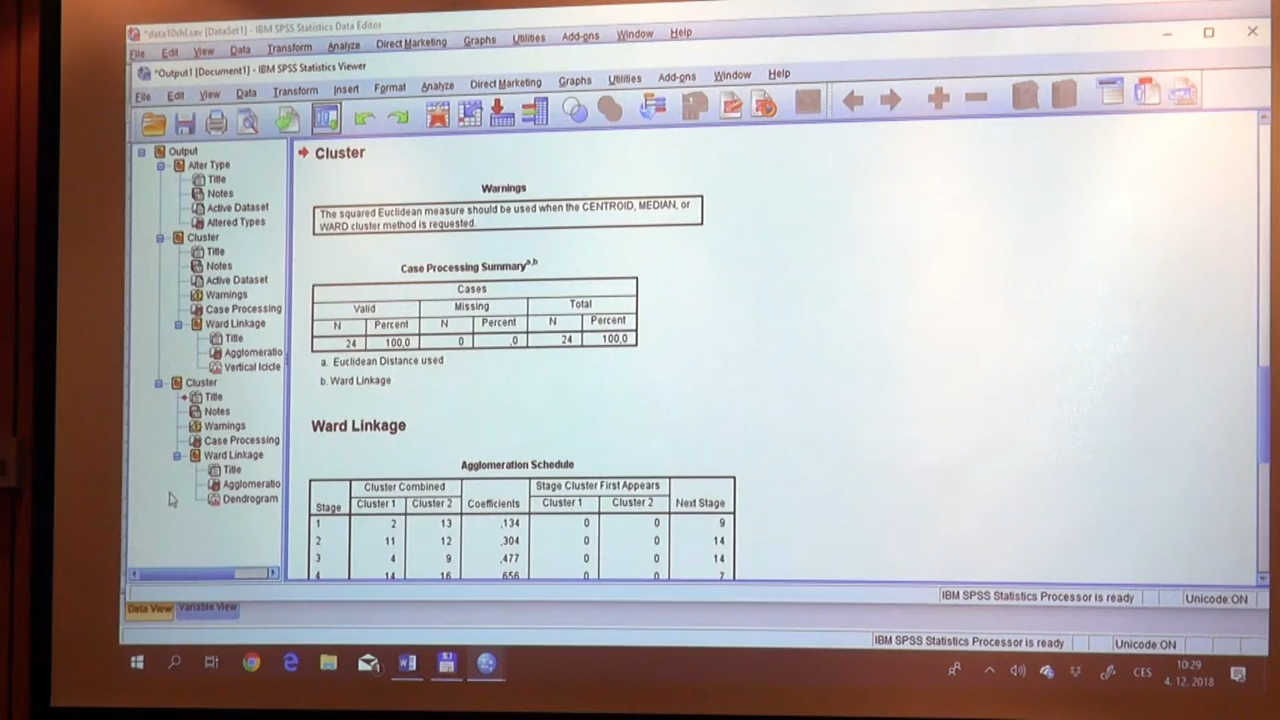 *data10shl.sav [DataSet1] - IBM SPSS Statistics Data Editor
File Edit View Data Transform Analyze Direct Marketing Graphs Utilities Add-ons Window Help
*Output1 [Document1] - IBM SPSS Statistics Viewer
File Edit View Data Transform Insert Format Analyze Direct Marketing Graphs Utilities Add-ons Window Help
Output
Alter Type
Title
Notes
Active Dataset
Altered Types
Cluster
Title
Notes
Active Dataset
Warnings
Case Processing
Ward Linkage
Title
Agglomeratio
Vertical Icicle
Cluster
Title
Notes
Warnings
Case Processing
Ward Linkage
Title
Agglomeratio
Dendrogram
Cluster
Warnings
The squared Euclidean measure should be used when the CENTROID, MEDIAN, or
WARD cluster method is requested.
Case Processing Summary a,b
Cases
Valid Missing Total
N Percent N Percent N Percent
24 100,0 0 ,0 24 100,0
a. Euclidean Distance used
b. Ward Linkage
Ward Linkage
Agglomeration Schedule
Stage Cluster Combined Coefficients Stage Cluster First Appears Next Stage
Cluster 1 Cluster 2 Cluster 1 Cluster 2
1 2 13 ,134 0 0 9
2 11 12 ,304 0 0 14
3 4 9 ,477 0 0 14
4 14 16 ,656 0 0 7
IBM SPSS Statistics Processor is ready Unicode:ON
Data View Variable View
IBM SPSS Statistics Processor is ready Unicode:ON
CES
10:29
4. 12. 2018